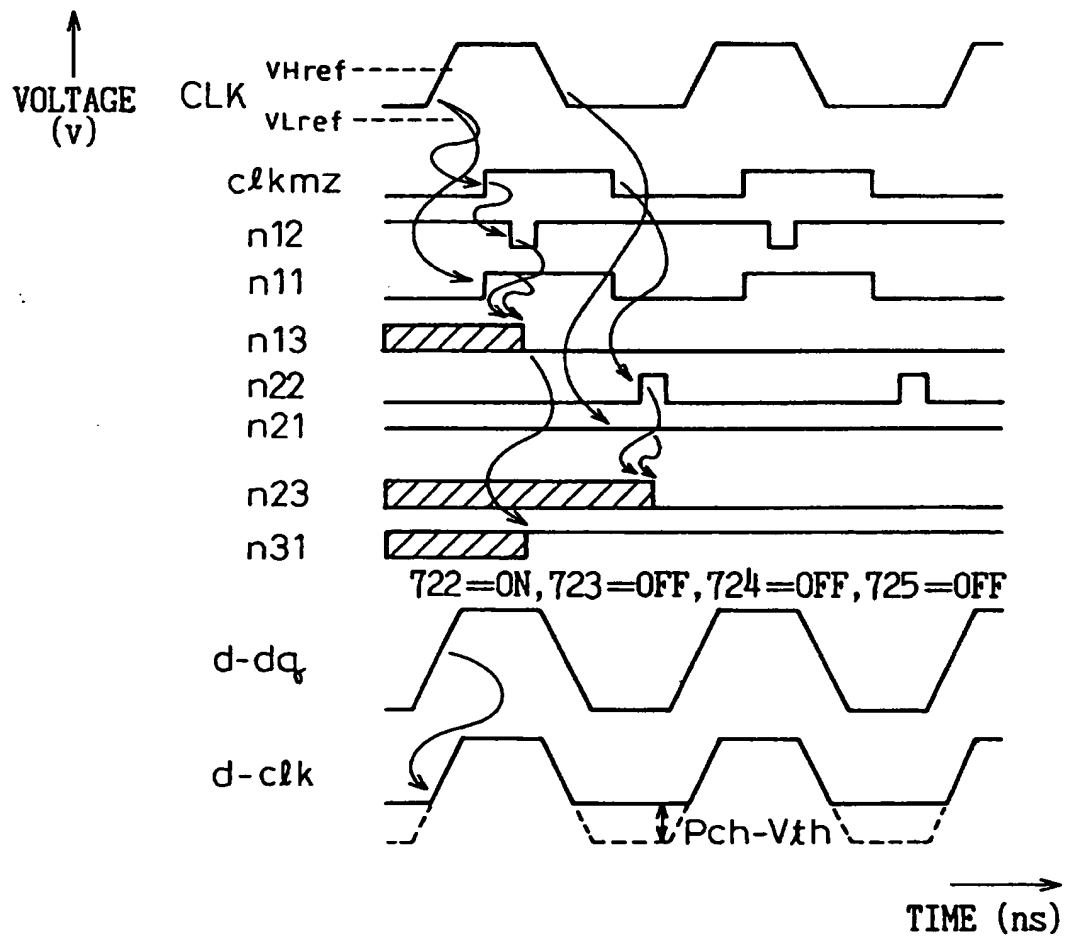 VOLTAGE
(v)
CLK
VHref
VLref
clkmz
n12
n11
n13
n22
n21
n23
n31
722=ON, 723=OFF, 724=OFF, 725=OFF
d-dq
d-clk
Pch-Vth
TIME (ns)